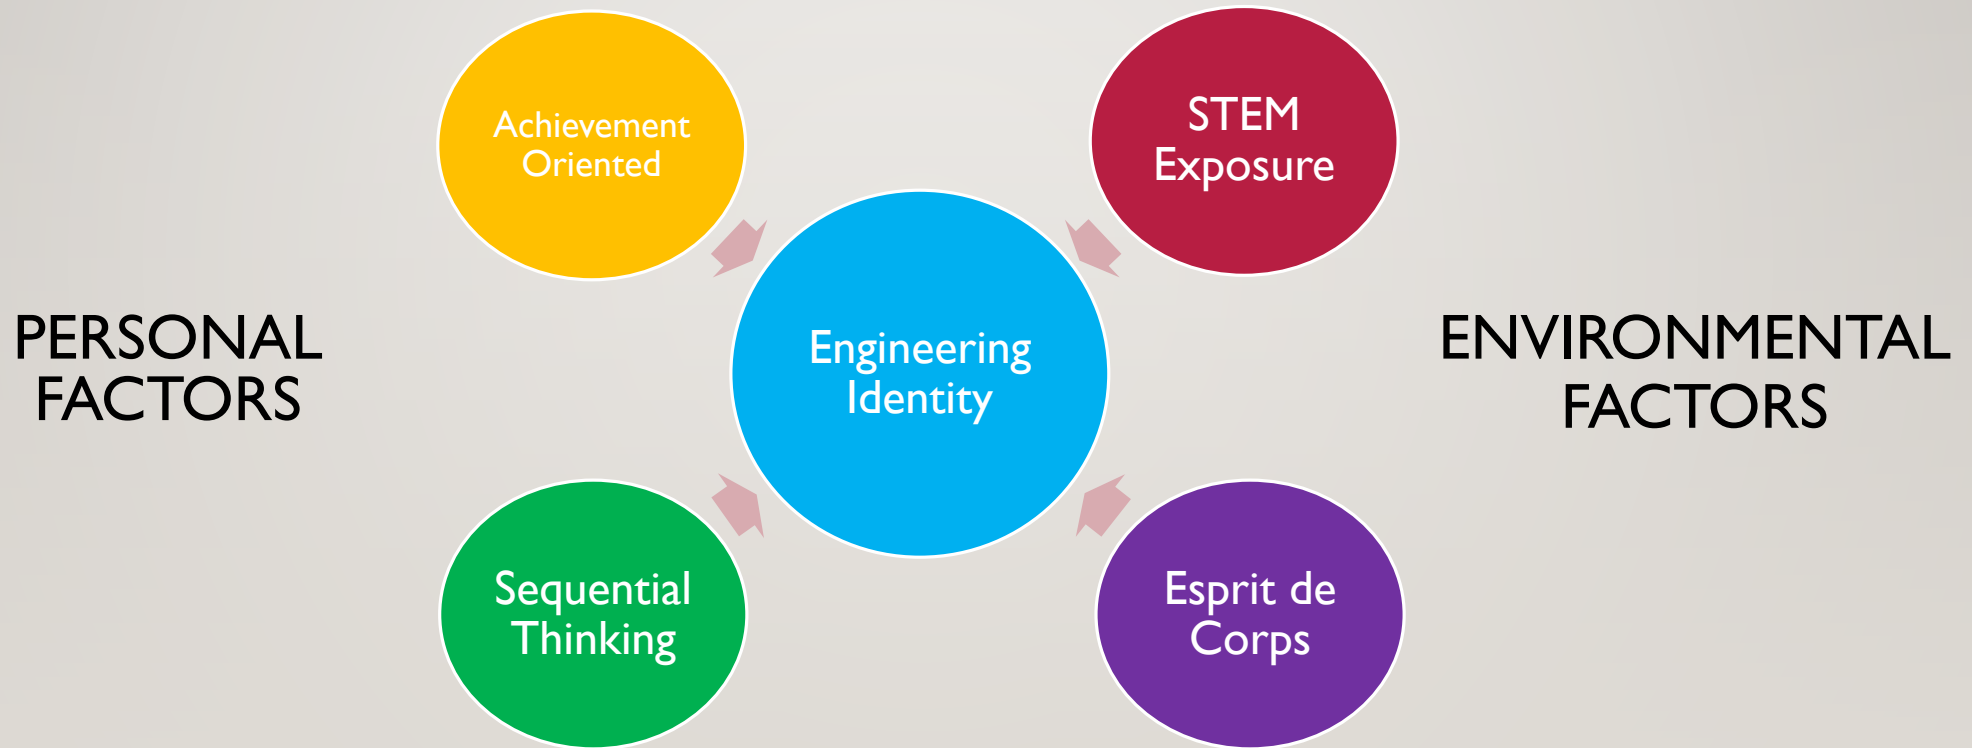 Achievement
Oriented
STEM
Exposure
PERSONAL
FACTORS
Engineering
Identity
ENVIRONMENTAL
FACTORS
Sequential
Thinking
Esprit de
Corps